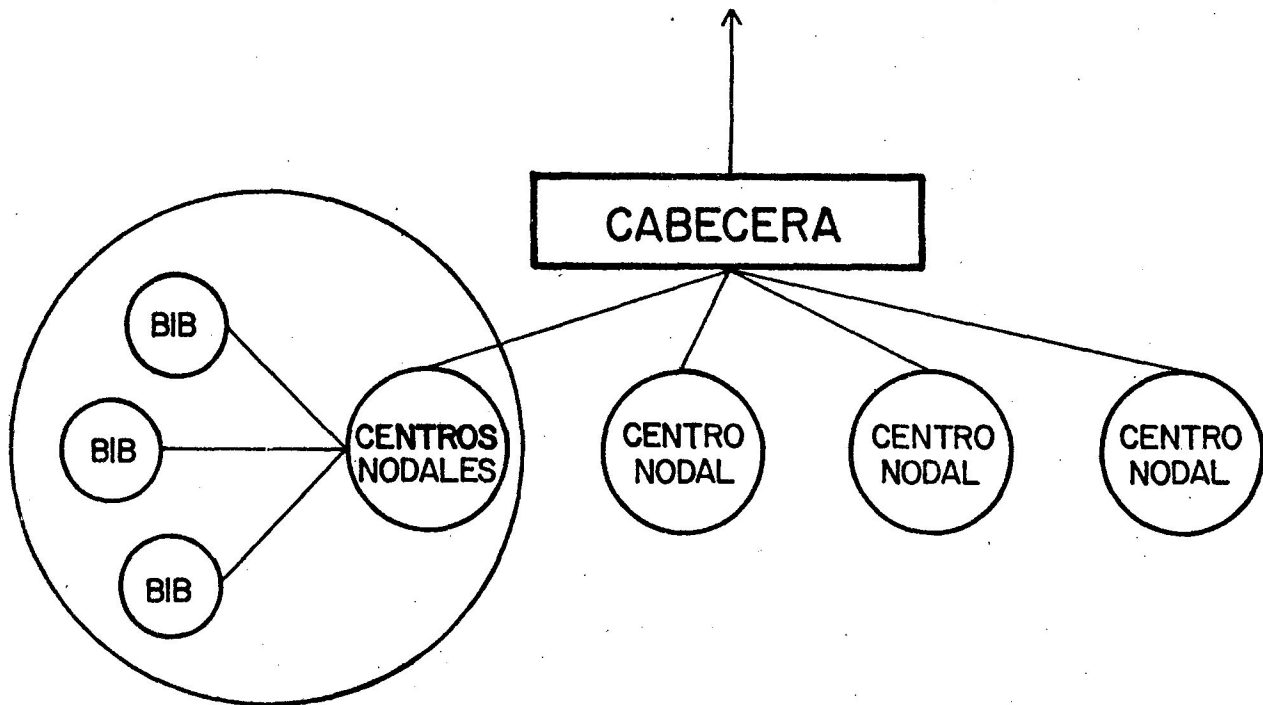 CABECERA
BIB
BIB
BIB
CENTROS
NODALES
CENTRO
NODAL
CENTRO
NODAL
CENTRO
NODAL